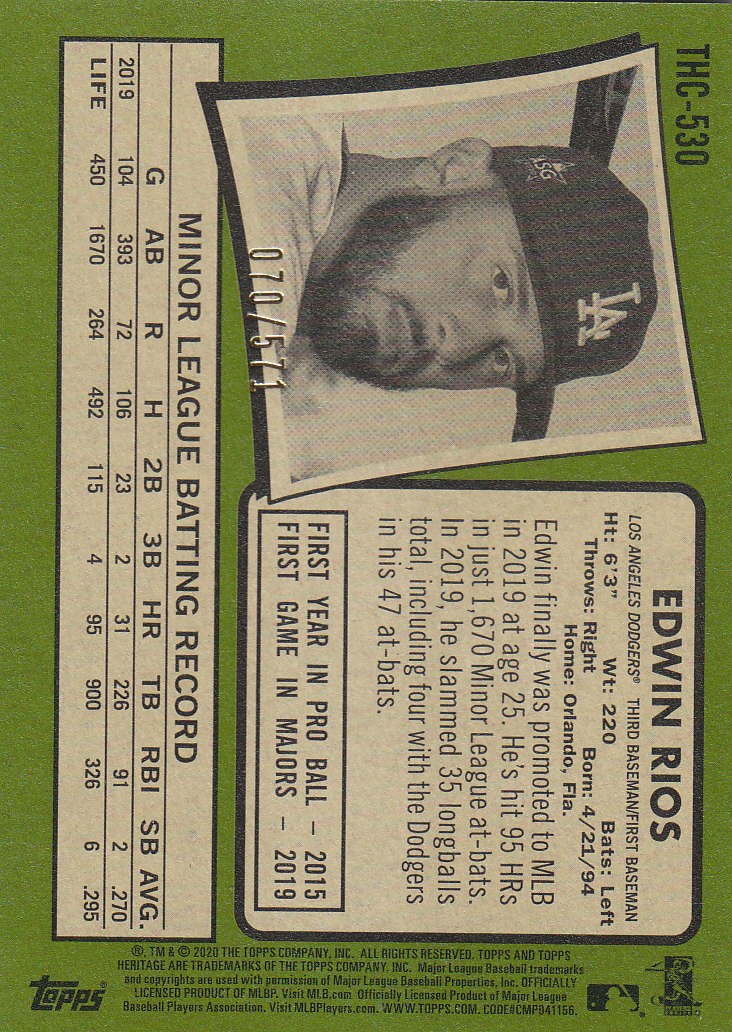 THC-530
LA
070/571
EDWIN RIOS
LOS ANGELES DODGERS® THIRD BASEMAN/FIRST BASEMAN
Ht: 6'3" Wt: 220 Bats: Left
Throws: Right Born: 4/21/94
Home: Orlando, Fla.
Edwin finally was promoted to MLB
in 2019 at age 25. He's hit 95 HRs
in just 1,670 Minor League at-bats.
In 2019, he slammed 35 longballs
total, including four with the Dodgers
in his 47 at-bats.
FIRST YEAR IN PRO BALL – 2015
FIRST GAME IN MAJORS – 2019
MINOR LEAGUE BATTING RECORD
G AB R H 2B 3B HR TB RBI SB AVG.
2019 104 393 72 106 23 2 31 226 91 2 .270
LIFE 450 1670 264 492 115 4 95 900 326 6 .295
®, TM & © 2020 THE TOPPS COMPANY, INC. ALL RIGHTS RESERVED. TOPPS AND TOPPS
HERITAGE ARE TRADEMARKS OF THE TOPPS COMPANY, INC. Major League Baseball trademarks
and copyrights are used with permission of Major League Baseball Properties, Inc. OFFICIALLY
LICENSED PRODUCT OF MLBP. Visit MLB.com Officially Licensed Product of Major League
Baseball Players Association. Visit MLBPlayers.com. WWW.TOPPS.COM. CODE#CMP041156.
topps®